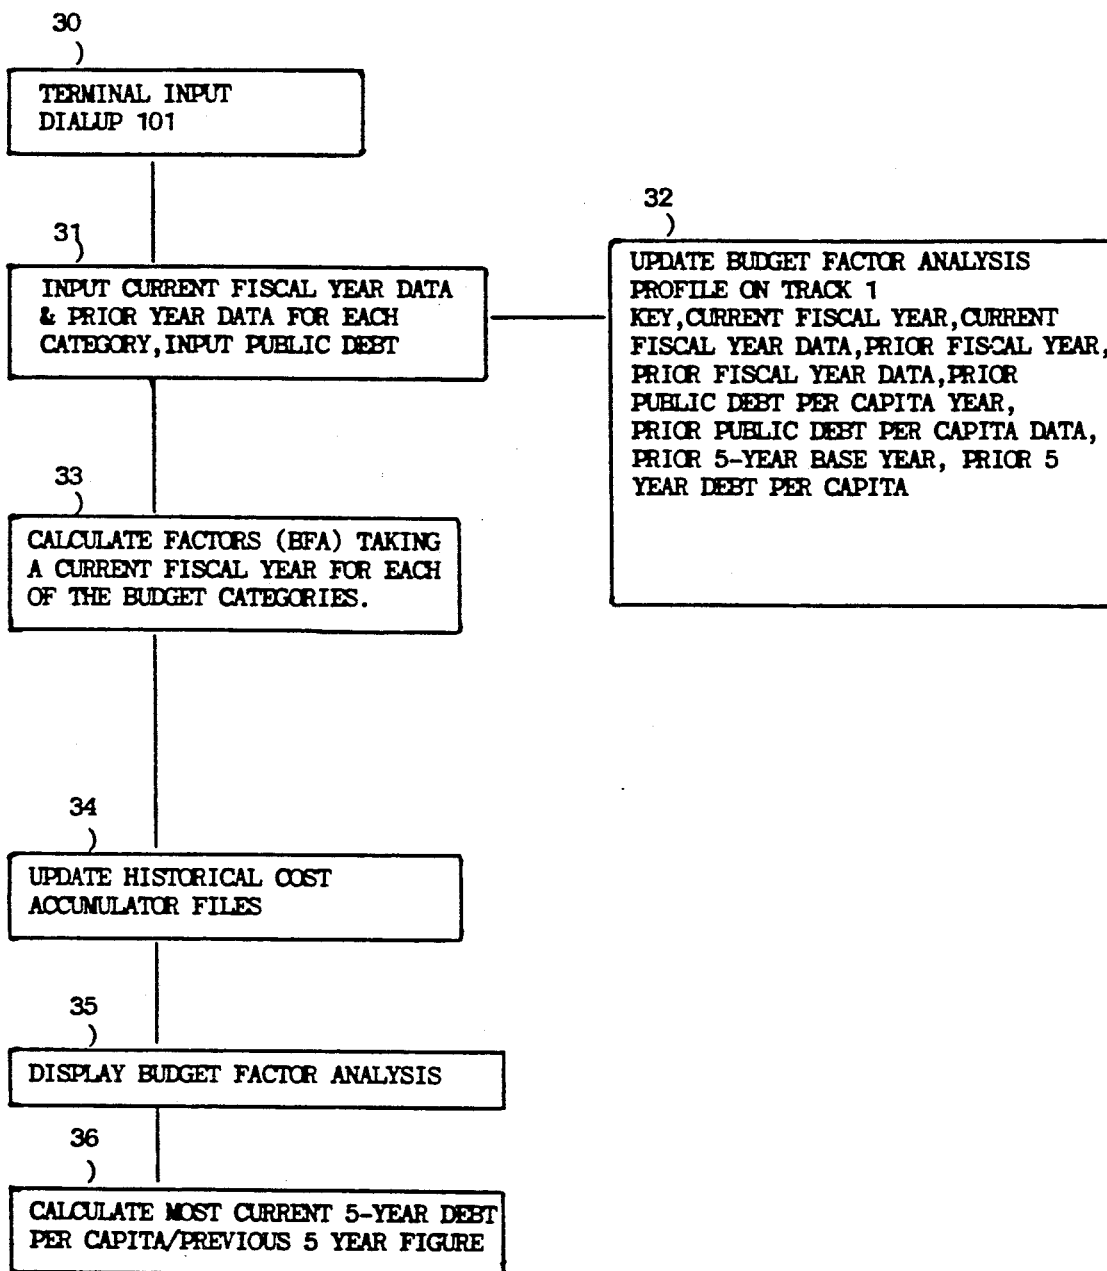 30
TERMINAL INPUT
DIALUP 101
31
INPUT CURRENT FISCAL YEAR DATA
& PRIOR YEAR DATA FOR EACH
CATEGORY,INPUT PUBLIC DEBT
32
UPDATE BUDGET FACTOR ANALYSIS
PROFILE ON TRACK 1
KEY,CURRENT FISCAL YEAR,CURRENT
FISCAL YEAR DATA,PRIOR FISCAL YEAR,
PRIOR FISCAL YEAR DATA,PRIOR
PUBLIC DEBT PER CAPITA YEAR,
PRIOR PUBLIC DEBT PER CAPITA DATA,
PRIOR 5-YEAR BASE YEAR, PRIOR 5
YEAR DEBT PER CAPITA
33
CALCULATE FACTORS (BFA) TAKING
A CURRENT FISCAL YEAR FOR EACH
OF THE BUDGET CATEGORIES.
34
UPDATE HISTORICAL COST
ACCUMULATOR FILES
35
DISPLAY BUDGET FACTOR ANALYSIS
36
CALCULATE MOST CURRENT 5-YEAR DEBT
PER CAPITA/PREVIOUS 5 YEAR FIGURE